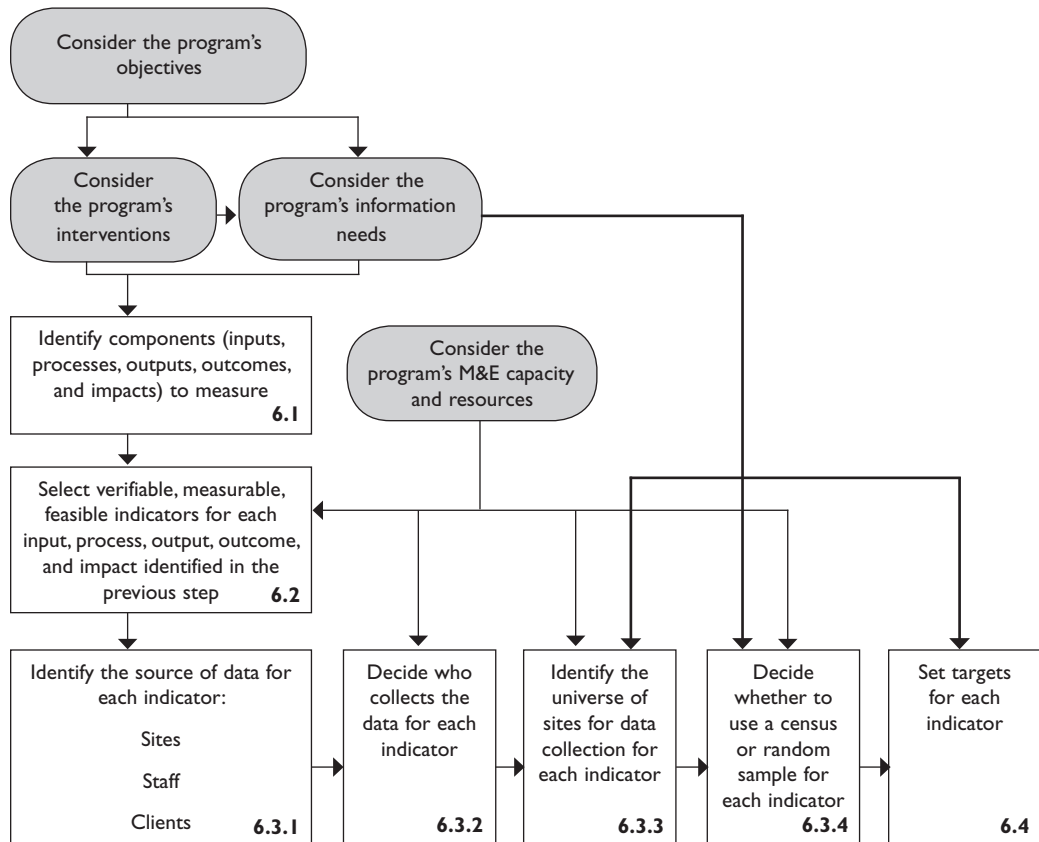 Consider the program's
objectives
Consider
the program's
interventions
Consider the
program's information
needs
Identify components (inputs,
processes, outputs, outcomes,
and impacts) to measure
6.1
Consider the
program's M&E capacity
and resources
Select verifiable, measurable,
feasible indicators for each
input, process, output, outcome,
and impact identified in the
previous step
6.2
Identify the source of data for
each indicator:
Sites
Staff
Clients
6.3.1
Decide who
collects the
data for each
indicator
6.3.2
Identify the
universe of
sites for data
collection for
each indicator
6.3.3
Decide
whether to
use a census
or random
sample for
each indicator
6.3.4
Set targets
for each
indicator
6.4